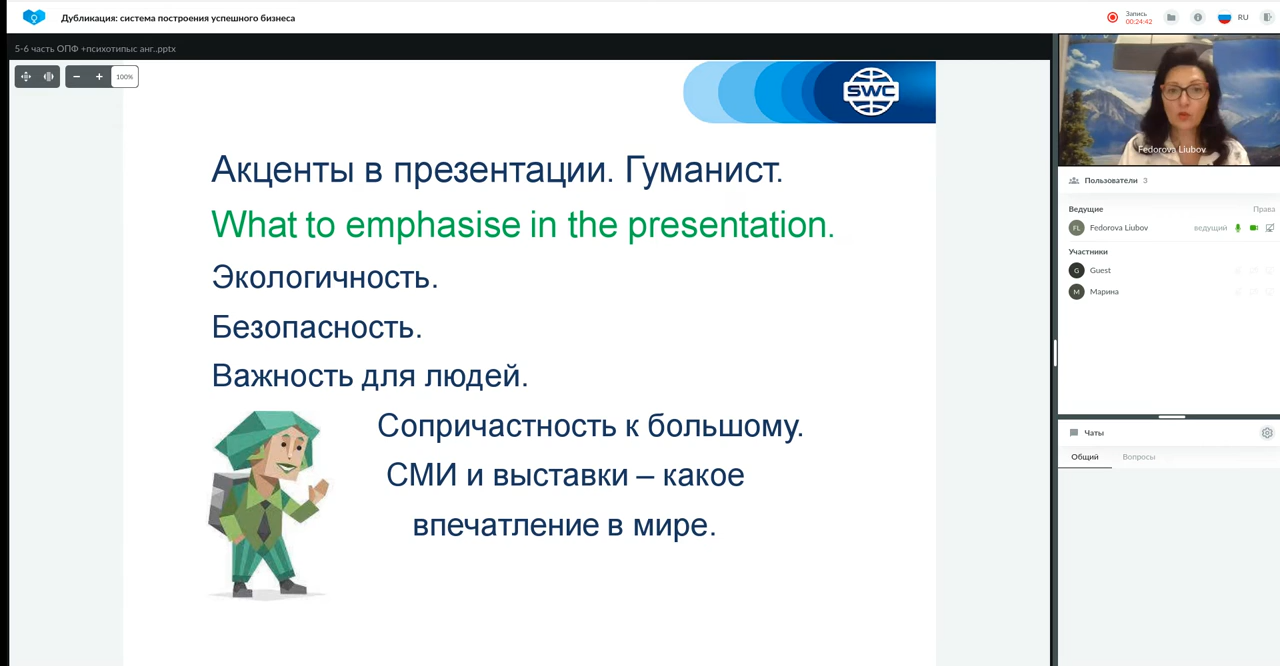 Дубликация: система построения успешного бизнеса
Запись
00:24:42
RU
5-6 часть ОПФ +психотипыс анг..pptx
100%
SWC
Акценты в презентации. Гуманист.
What to emphasise in the presentation.
Экологичность.
Безопасность.
Важность для людей.
Сопричастность к большому.
СМИ и выставки – какое
впечатление в мире.
Fedorova Liubov
Пользователи 3
Ведущие Права
FL Fedorova Liubov ведущий
Участники
G Guest
М Марина
Чаты
Общий Вопросы